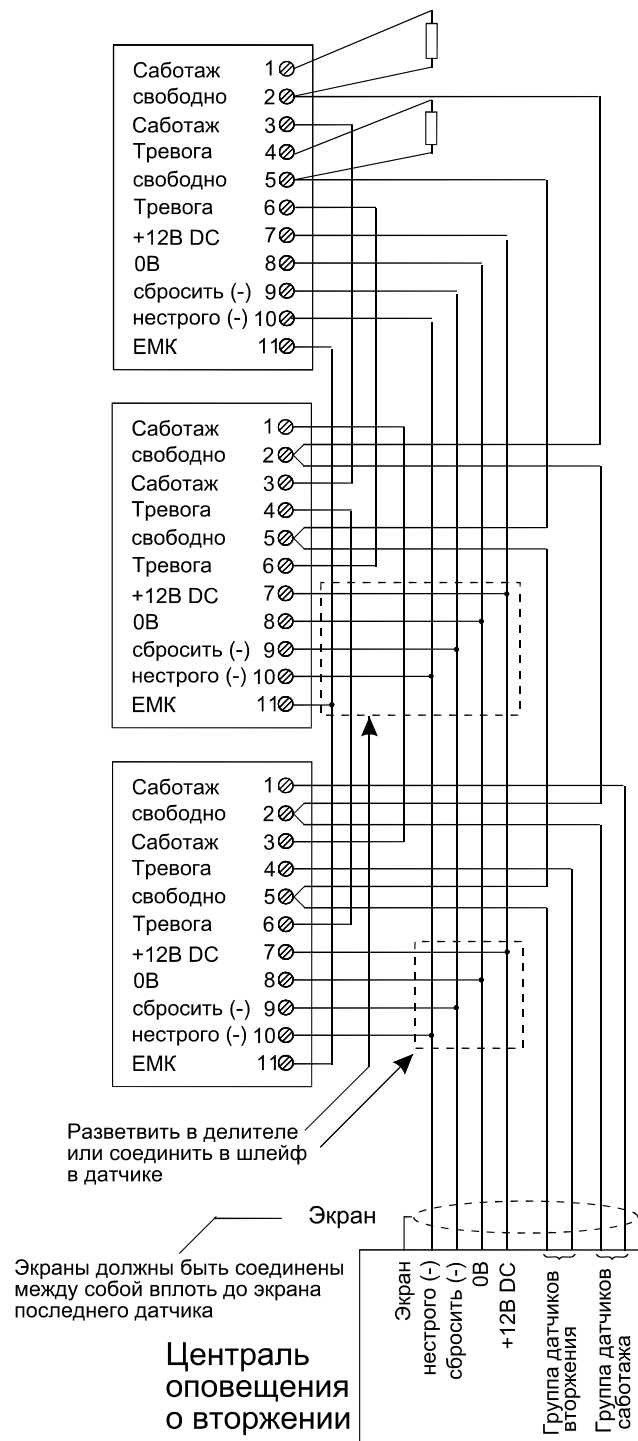 Саботаж 1
свободно 2
Саботаж 3
Тревога 4
свободно 5
Тревога 6
+12В DC 7
0В 8
сбросить (-) 9
нестрого (-) 10
ЕМК 11
Саботаж 1
свободно 2
Саботаж 3
Тревога 4
свободно 5
Тревога 6
+12В DC 7
0В 8
сбросить (-) 9
нестрого (-) 10
ЕМК 11
Саботаж 1
свободно 2
Саботаж 3
Тревога 4
свободно 5
Тревога 6
+12В DC 7
0В 8
сбросить (-) 9
нестрого (-) 10
ЕМК 11
Разветвить в делителе
или соединить в шлейф
в датчике
Экран
Экраны должны быть соединены
между собой вплоть до экрана
последнего датчика
Экран
нестрого (-)
сбросить (-)
0В
+12В DC
Группа датчиков
вторжения
Группа датчиков
саботажа
Централь
оповещения
о вторжении